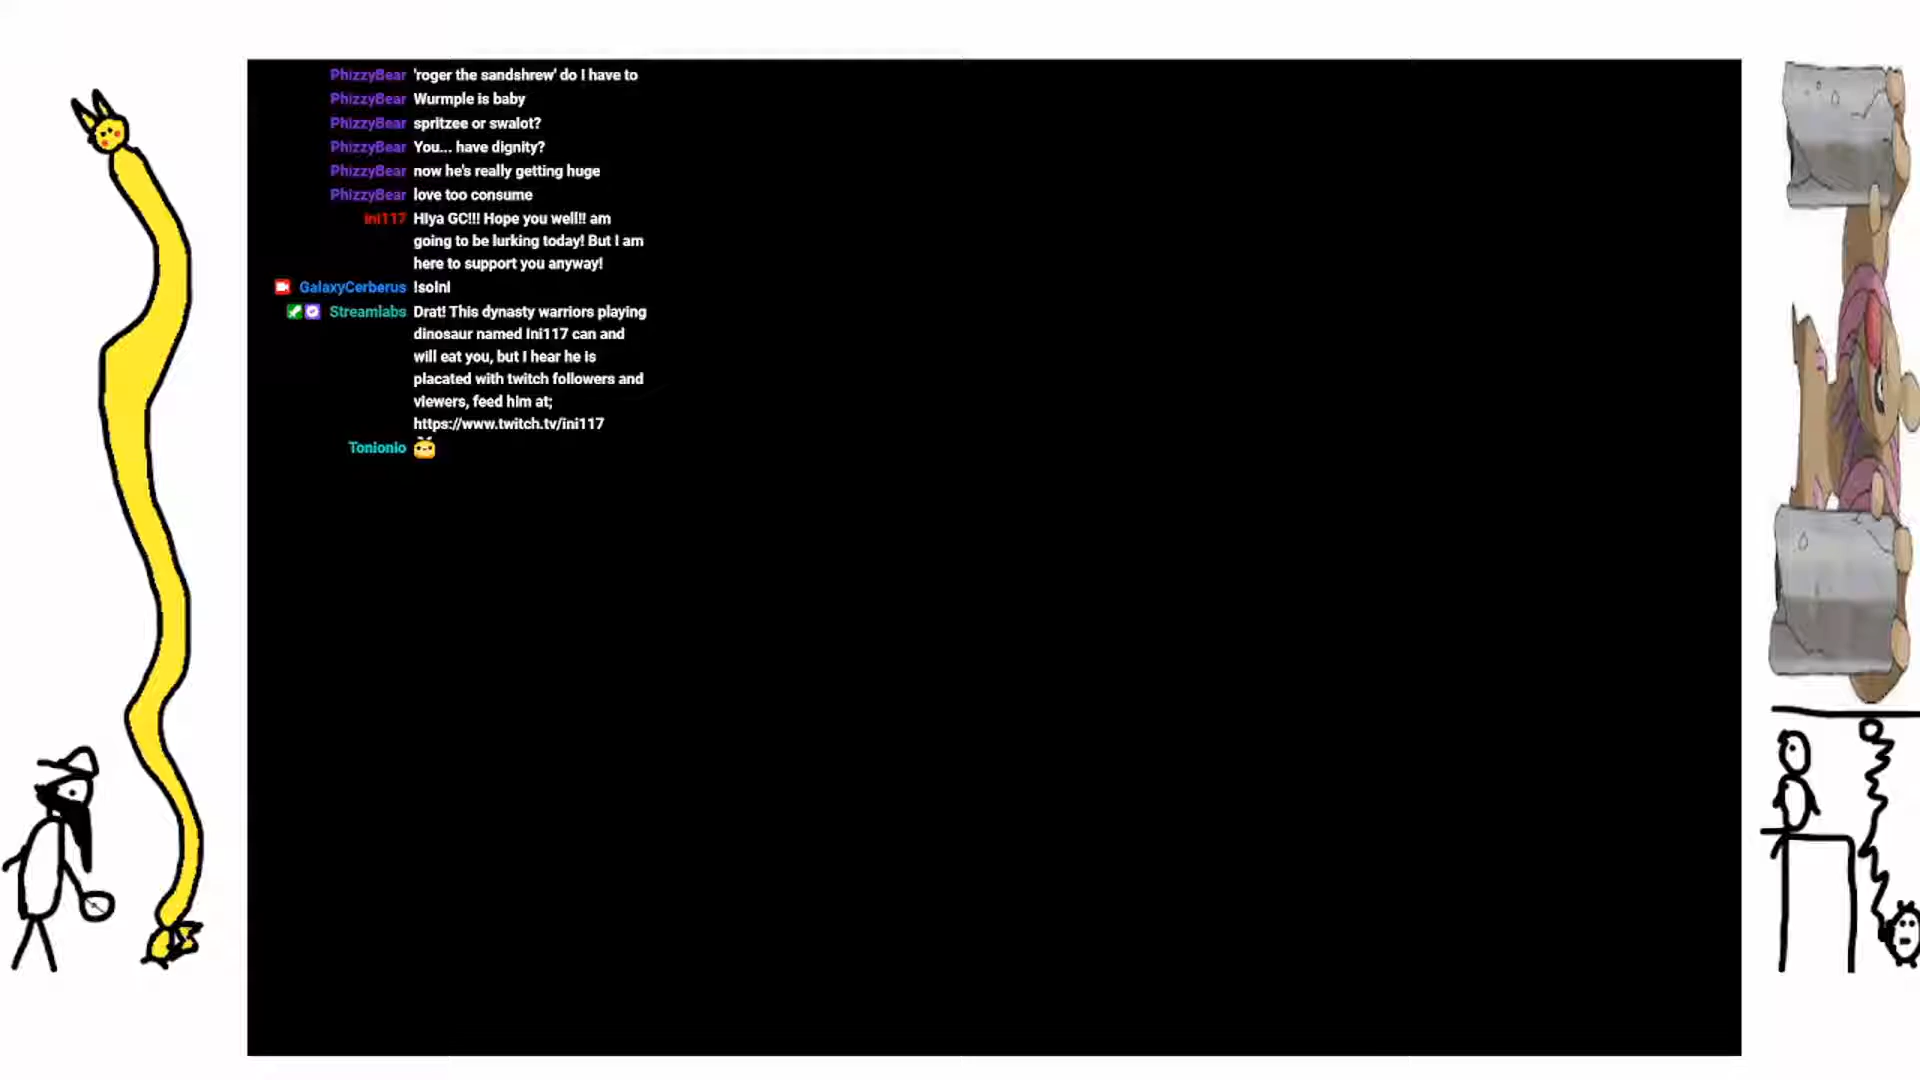 PhizzyBear 'roger the sandshrew' do I have to
PhizzyBear Wurmple is baby
PhizzyBear spritzee or swalot?
PhizzyBear You... have dignity?
PhizzyBear now he's really getting huge
PhizzyBear love too consume
ini117 HIya GC!!! Hope you well!! am
going to be lurking today! But I am
here to support you anyway!
GalaxyCerberus !soini
Streamlabs Drat! This dynasty warriors playing
dinosaur named Ini117 can and
will eat you, but I hear he is
placated with twitch followers and
viewers, feed him at;
https://www.twitch.tv/ini117
Tonionio